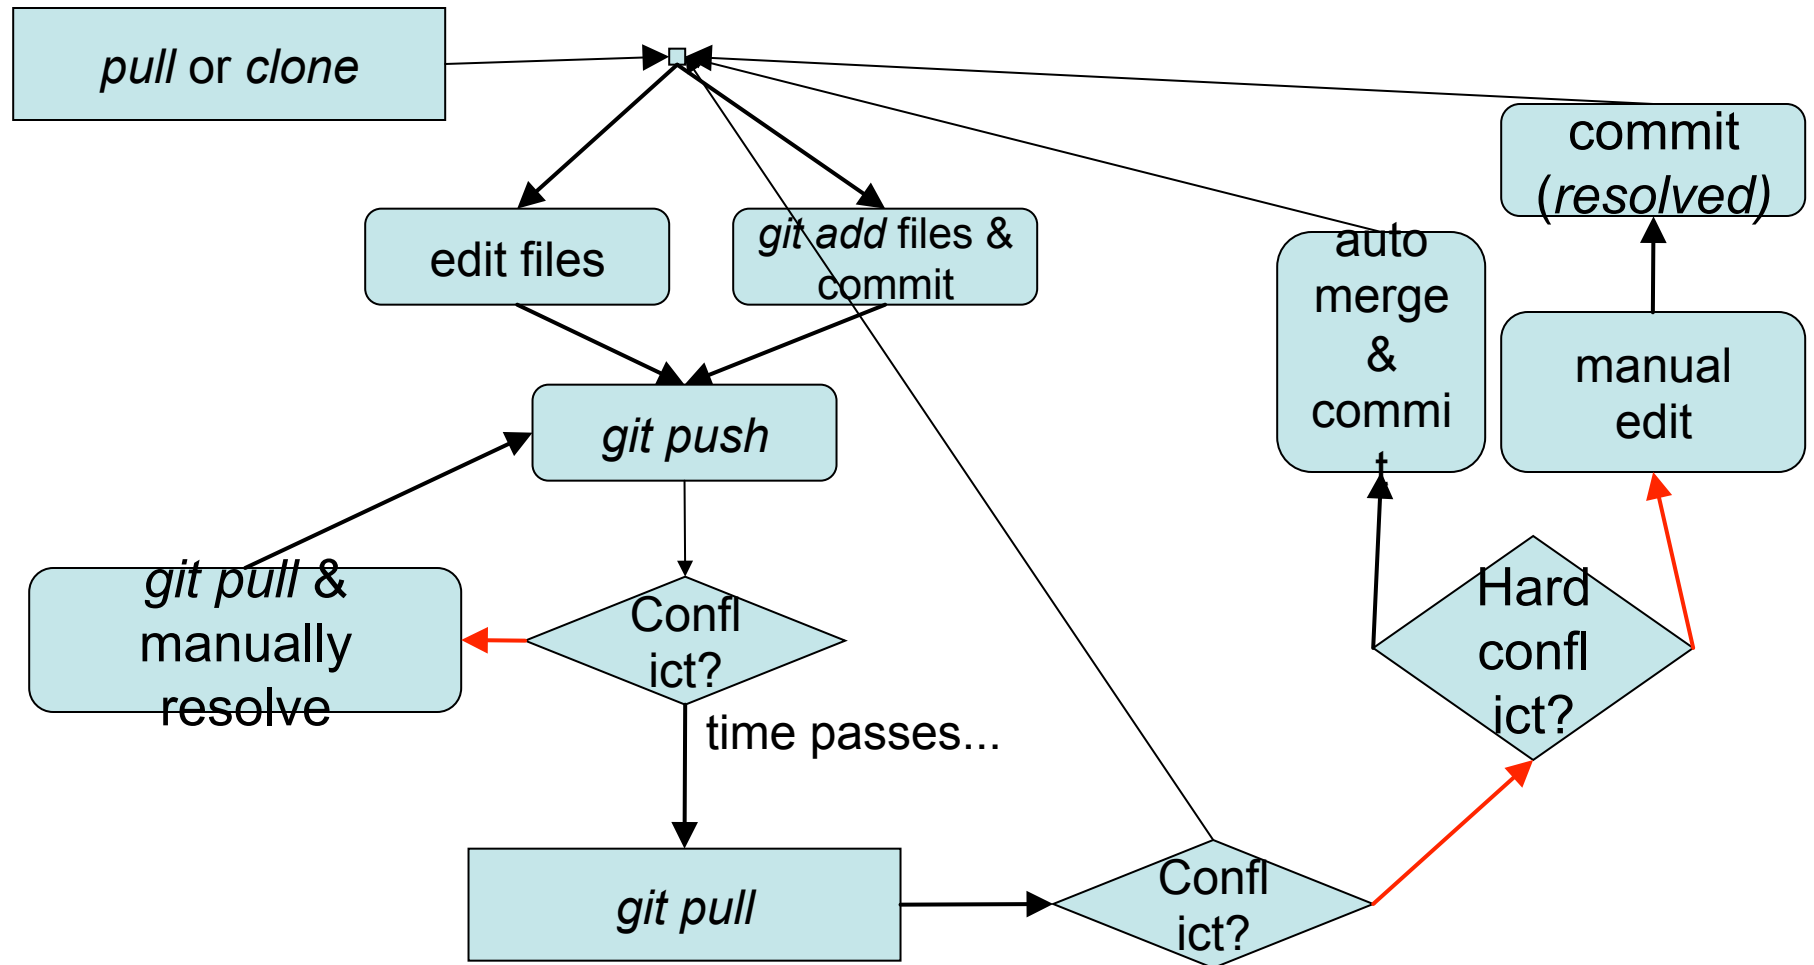 pull or clone
commit
(resolved)
edit files
git add files &
commit
auto
merge
&
commi
t
manual
edit
git push
git pull &
manually
resolve
Confl
ict?
Hard
confl
ict?
time passes...
git pull
Confl
ict?